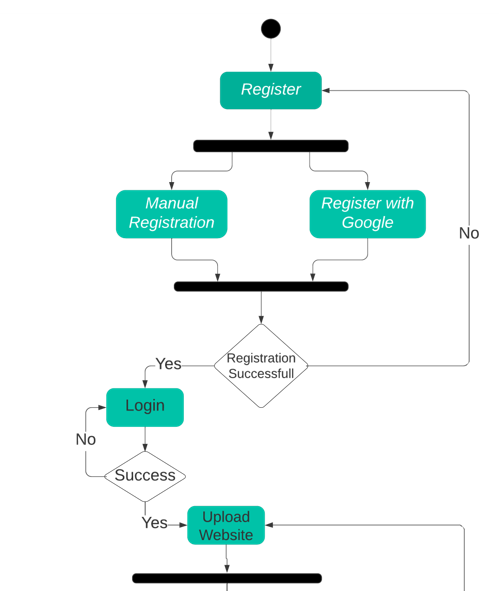 Register
Manual
Registration
Register with
Google
No
Registration
Successfull
Yes
Login
No
Success
Yes
Upload
Website